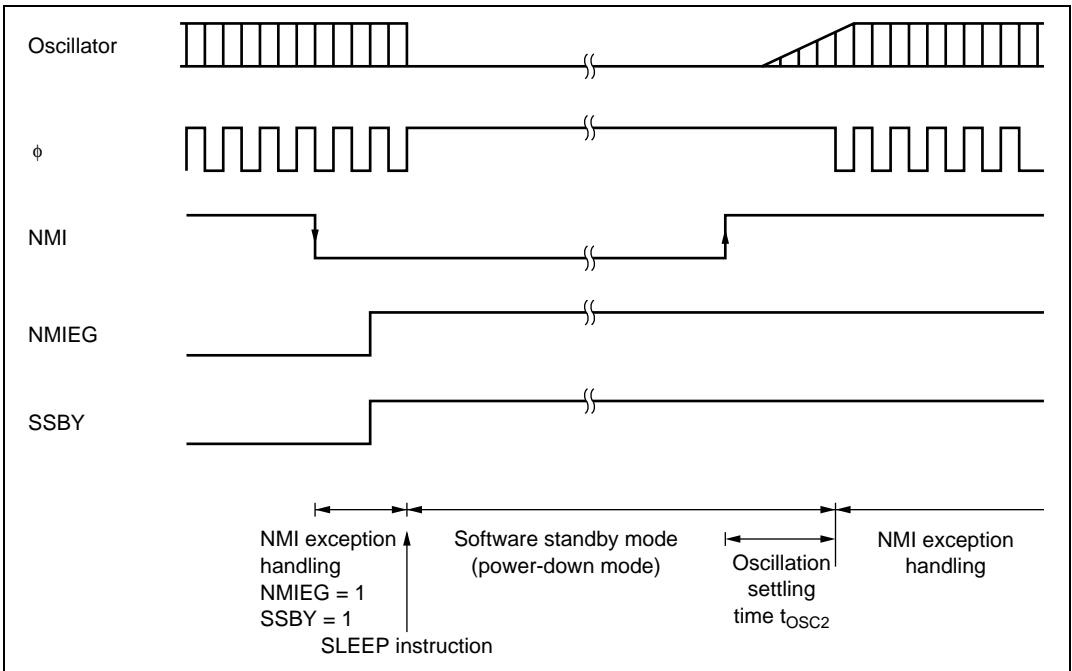 Oscillator
ϕ
NMI
NMIEG
SSBY
NMI exception
handling
NMIEG = 1
SSBY = 1
SLEEP instruction
Software standby mode
(power-down mode)
Oscillation
settling
time tOSC2
NMI exception
handling